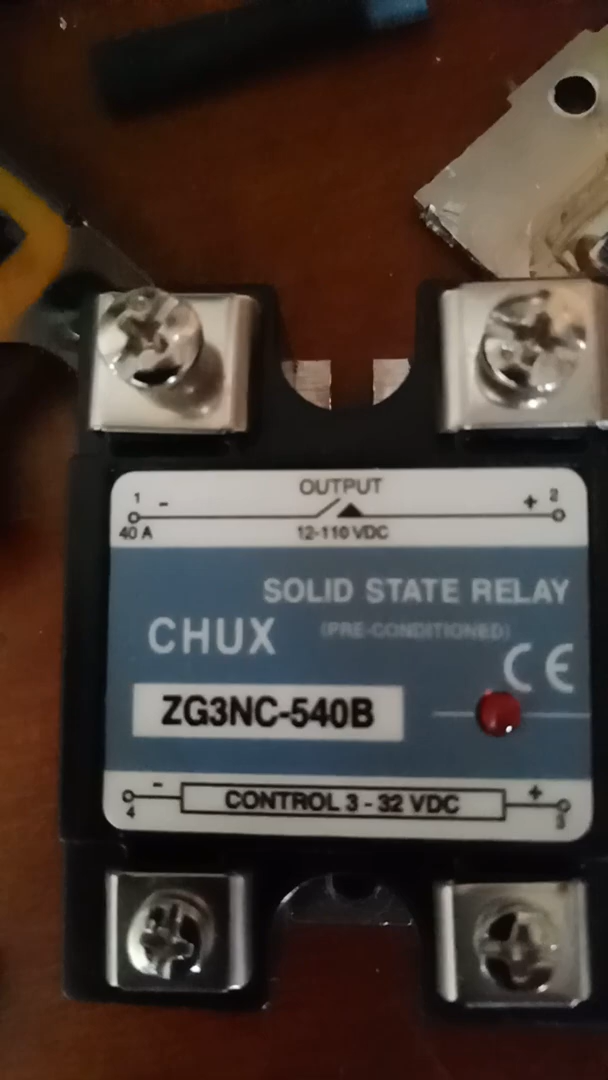 OUTPUT
1 - + 2
40 A 12-110 VDC
SOLID STATE RELAY
CHUX (PRE-CONDITIONED)
CE
ZG3NC-540B
- CONTROL 3 - 32 VDC +
4 3